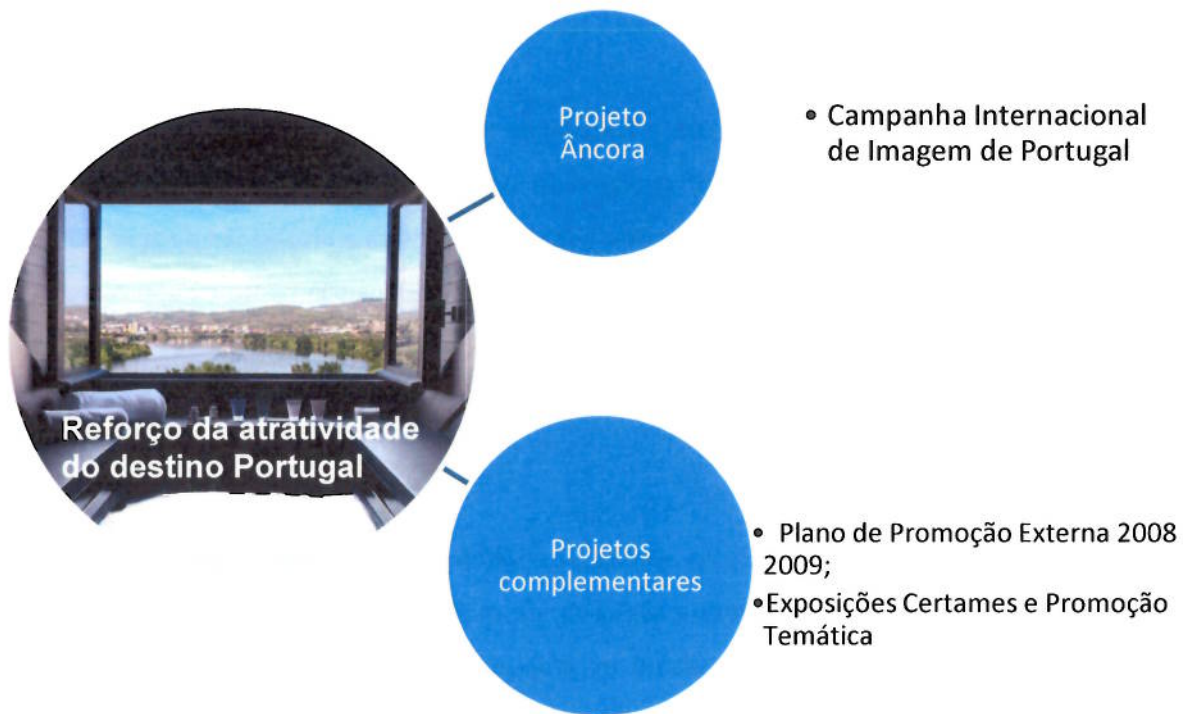 Projeto
Âncora
• Campanha Internacional
de Imagem de Portugal
Reforço da atratividade
do destino Portugal
Projetos
complementares
• Plano de Promoção Externa 2008
2009;
•Exposições Certames e Promoção
Temática